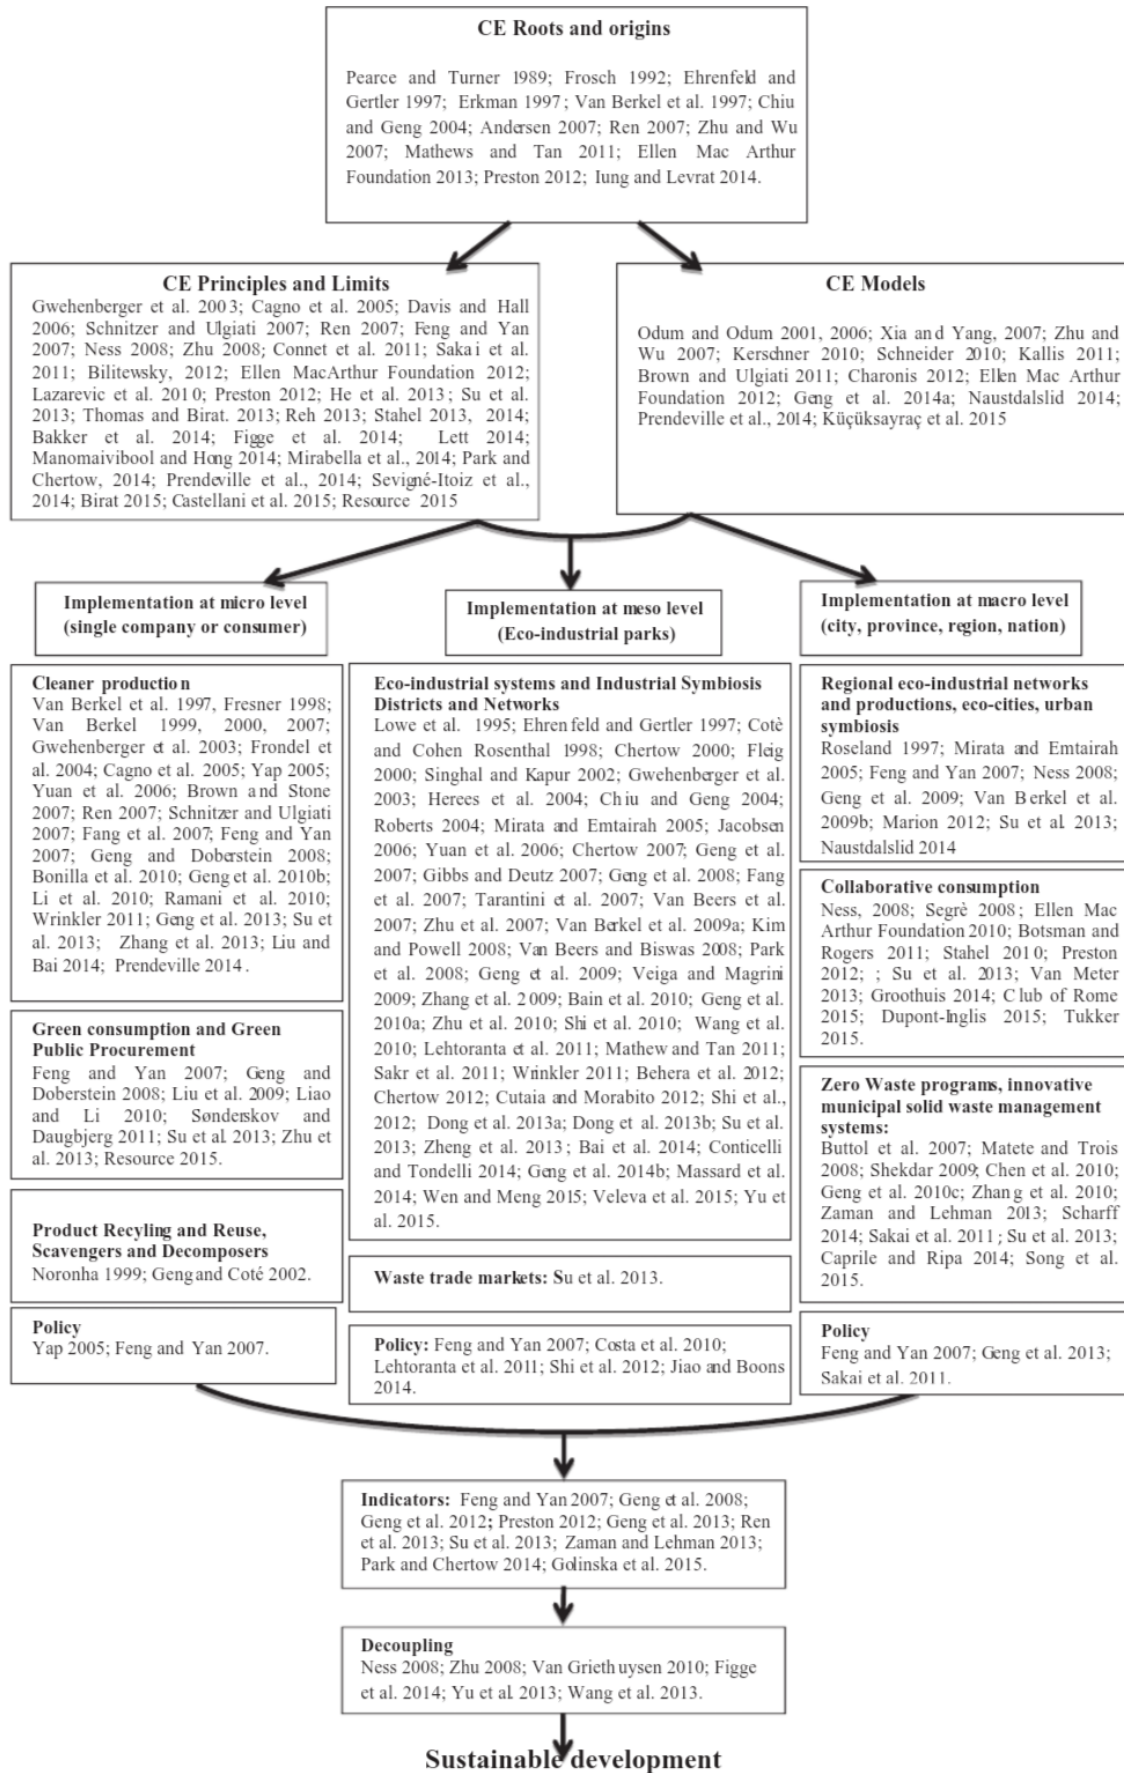 CE Roots and origins
Pearce and Turner 1989; Frosch 1992; Ehrenfeld and
Gertler 1997; Erkman 1997; Van Berkel et al. 1997; Chiu
and Geng 2004; Andersen 2007; Ren 2007; Zhu and Wu
2007; Mathews and Tan 2011; Ellen Mac Arthur
Foundation 2013; Preston 2012; Iung and Levrat 2014.
CE Principles and Limits
Gwehenberger et al. 2003; Cagno et al. 2005; Davis and Hall
2006; Schnitzer and Ulgiati 2007; Ren 2007; Feng and Yan
2007; Ness 2008; Zhu 2008; Connet et al. 2011; Sakai et al.
2011; Bilitewsky, 2012; Ellen MacArthur Foundation 2012;
Lazarevic et al. 2010; Preston 2012; He et al. 2013; Su et al.
2013; Thomas and Birat. 2013; Reh 2013; Stahel 2013, 2014;
Bakker et al. 2014; Figge et al. 2014; Lett 2014;
Manomaivibool and Hong 2014; Mirabella et al., 2014; Park and
Chertow, 2014; Prendeville et al., 2014; Sevigné-Itoiz et al.,
2014; Birat 2015; Castellani et al. 2015; Resource 2015
CE Models
Odum and Odum 2001, 2006; Xia and Yang, 2007; Zhu and
Wu 2007; Kerschner 2010; Schneider 2010; Kallis 2011;
Brown and Ulgiati 2011; Charonis 2012; Ellen Mac Arthur
Foundation 2012; Geng et al. 2014a; Naustdalslid 2014;
Prendeville et al., 2014; Küçüksayraç et al. 2015
Implementation at micro level
(single company or consumer)
Implementation at meso level
(Eco-industrial parks)
Implementation at macro level
(city, province, region, nation)
Cleaner production
Van Berkel et al. 1997, Fresner 1998;
Van Berkel 1999, 2000, 2007;
Gwehenberger et al. 2003; Frondel et
al. 2004; Cagno et al. 2005; Yap 2005;
Yuan et al. 2006; Brown and Stone
2007; Ren 2007; Schnitzer and Ulgiati
2007; Fang et al. 2007; Feng and Yan
2007; Geng and Doberstein 2008;
Bonilla et al. 2010; Geng et al. 2010b;
Li et al. 2010; Ramani et al. 2010;
Wrinkler 2011; Geng et al. 2013; Su et
al. 2013; Zhang et al. 2013; Liu and
Bai 2014; Prendeville 2014.
Green consumption and Green
Public Procurement
Feng and Yan 2007; Geng and
Doberstein 2008; Liu et al. 2009; Liao
and Li 2010; Sønderskov and
Daugbjerg 2011; Su et al. 2013; Zhu et
al. 2013; Resource 2015.
Product Recyling and Reuse,
Scavengers and Decomposers
Noronha 1999; Geng and Coté 2002.
Policy
Yap 2005; Feng and Yan 2007.
Eco-industrial systems and Industrial Symbiosis
Districts and Networks
Lowe et al. 1995; Ehrenfeld and Gertler 1997; Cotè
and Cohen Rosenthal 1998; Chertow 2000; Fleig
2000; Singhal and Kapur 2002; Gwehenberger et al.
2003; Herees et al. 2004; Chiu and Geng 2004;
Roberts 2004; Mirata and Emtairah 2005; Jacobsen
2006; Yuan et al. 2006; Chertow 2007; Geng et al.
2007; Gibbs and Deutz 2007; Geng et al. 2008; Fang
et al. 2007; Tarantini et al. 2007; Van Beers et al.
2007; Zhu et al. 2007; Van Berkel et al. 2009a; Kim
and Powell 2008; Van Beers and Biswas 2008; Park
et al. 2008; Geng et al. 2009; Veiga and Magrini
2009; Zhang et al. 2009; Bain et al. 2010; Geng et al.
2010a; Zhu et al. 2010; Shi et al. 2010; Wang et al.
2010; Lehtoranta et al. 2011; Mathew and Tan 2011;
Sakr et al. 2011; Wrinkler 2011; Behera et al. 2012;
Chertow 2012; Cutaia and Morabito 2012; Shi et al.,
2012; Dong et al. 2013a; Dong et al. 2013b; Su et al.
2013; Zheng et al. 2013; Bai et al. 2014; Conticelli
and Tondelli 2014; Geng et al. 2014b; Massard et al.
2014; Wen and Meng 2015; Veleva et al. 2015; Yu et
al. 2015.
Waste trade markets: Su et al. 2013.
Policy: Feng and Yan 2007; Costa et al. 2010;
Lehtoranta et al. 2011; Shi et al. 2012; Jiao and Boons
2014.
Regional eco-industrial networks
and productions, eco-cities, urban
symbiosis
Roseland 1997; Mirata and Emtairah
2005; Feng and Yan 2007; Ness 2008;
Geng et al. 2009; Van Berkel et al.
2009b; Marion 2012; Su et al. 2013;
Naustdalslid 2014
Collaborative consumption
Ness, 2008; Segrè 2008; Ellen Mac
Arthur Foundation 2010; Botsman and
Rogers 2011; Stahel 2010; Preston
2012; ; Su et al. 2013; Van Meter
2013; Groothuis 2014; Club of Rome
2015; Dupont-Inglis 2015; Tukker
2015.
Zero Waste programs, innovative
municipal solid waste management
systems:
Buttol et al. 2007; Matete and Trois
2008; Shekdar 2009; Chen et al. 2010;
Geng et al. 2010c; Zhang et al. 2010;
Zaman and Lehman 2013; Scharff
2014; Sakai et al. 2011; Su et al. 2013;
Caprile and Ripa 2014; Song et al.
2015.
Policy
Feng and Yan 2007; Geng et al. 2013;
Sakai et al. 2011.
Indicators: Feng and Yan 2007; Geng et al. 2008;
Geng et al. 2012; Preston 2012; Geng et al. 2013; Ren
et al. 2013; Su et al. 2013; Zaman and Lehman 2013;
Park and Chertow 2014; Golinska et al. 2015.
Decoupling
Ness 2008; Zhu 2008; Van Griethuysen 2010; Figge
et al. 2014; Yu et al. 2013; Wang et al. 2013.
Sustainable development